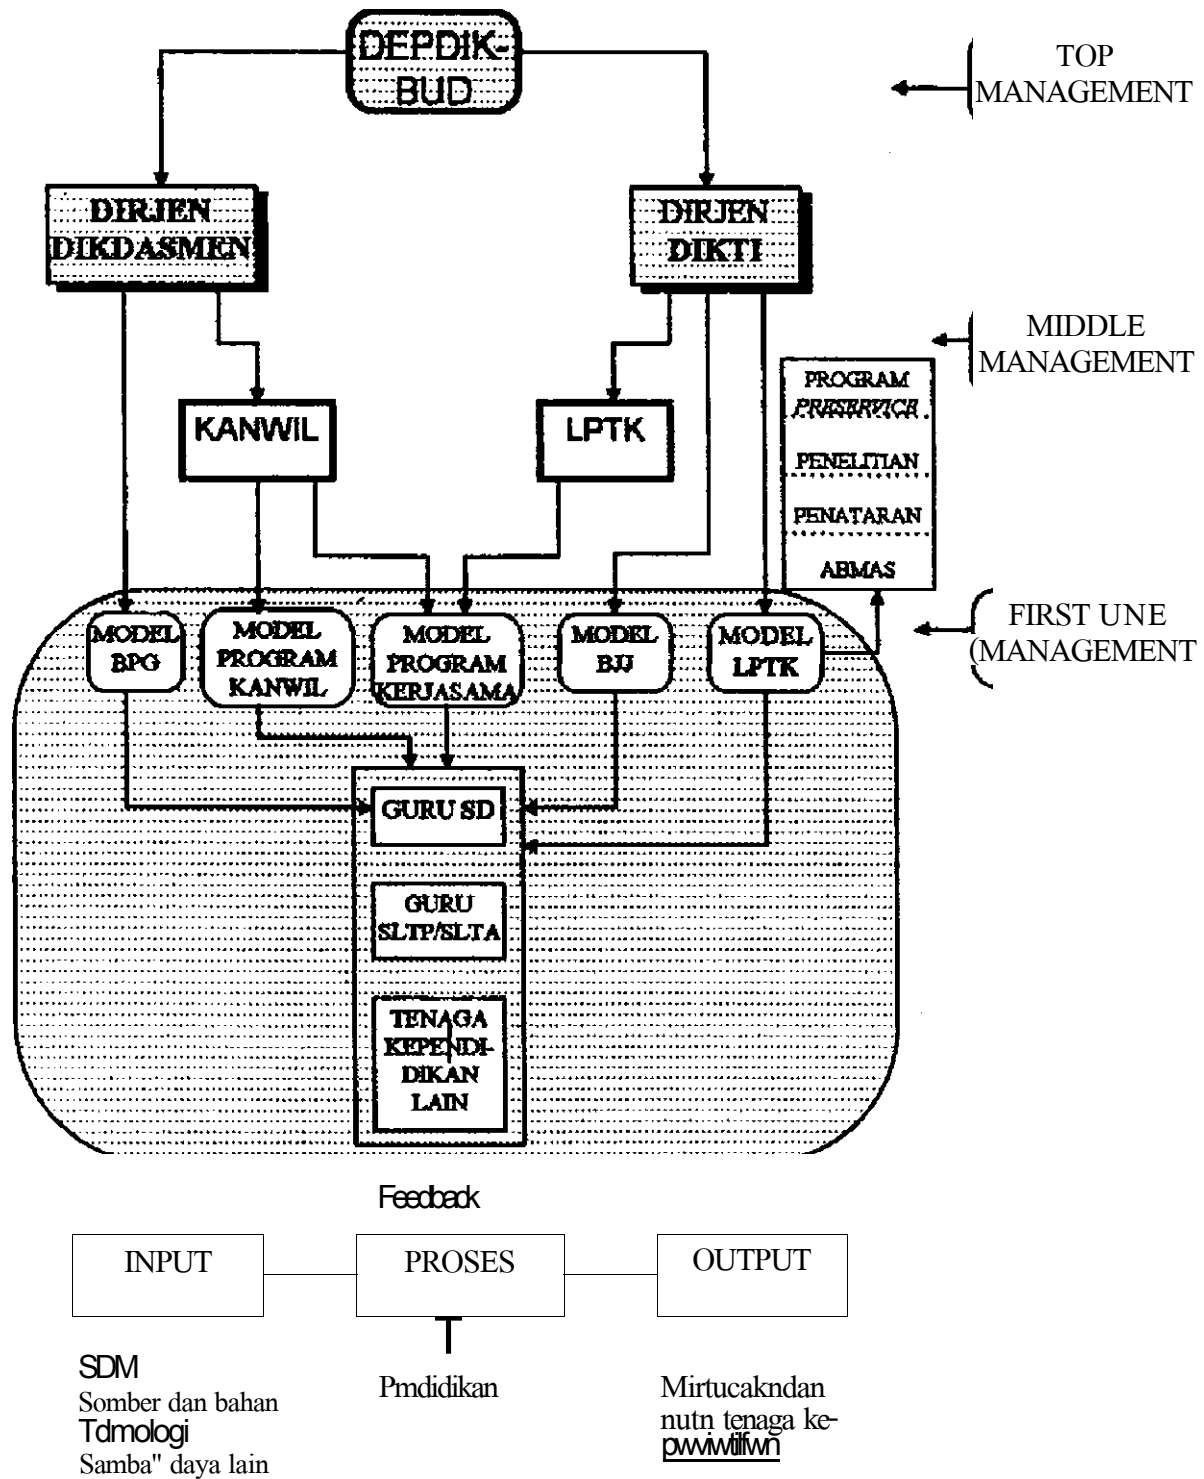 DEPDIK-
BUD
TOP
MANAGEMENT
DIRJEN
DIKDASMEN
DIRJEN
DIKTI
MIDDLE
MANAGEMENT
PROGRAM
PRESERVICE
PENELITIAN
PENATARAN
ABMAS
KANWIL
LPTK
FIRST UNE
(MANAGEMENT
MODEL
BPG
MODEL
PROGRAM
KANWIL
MODEL
PROGRAM
KERJASAMA
MODEL
BJJ
MODEL
LPTK
GURU SD
GURU
SLTP/SLTA
TENAGA
KEPENDI-
DIKAN
LAIN
Feedback
INPUT
PROSES
OUTPUT
SDM
Somber dan bahan
Tdmologi
Samba" daya lain
Pmdidikan
Mirtucakndan
nutn tenaga ke-
pwviwtilfwn